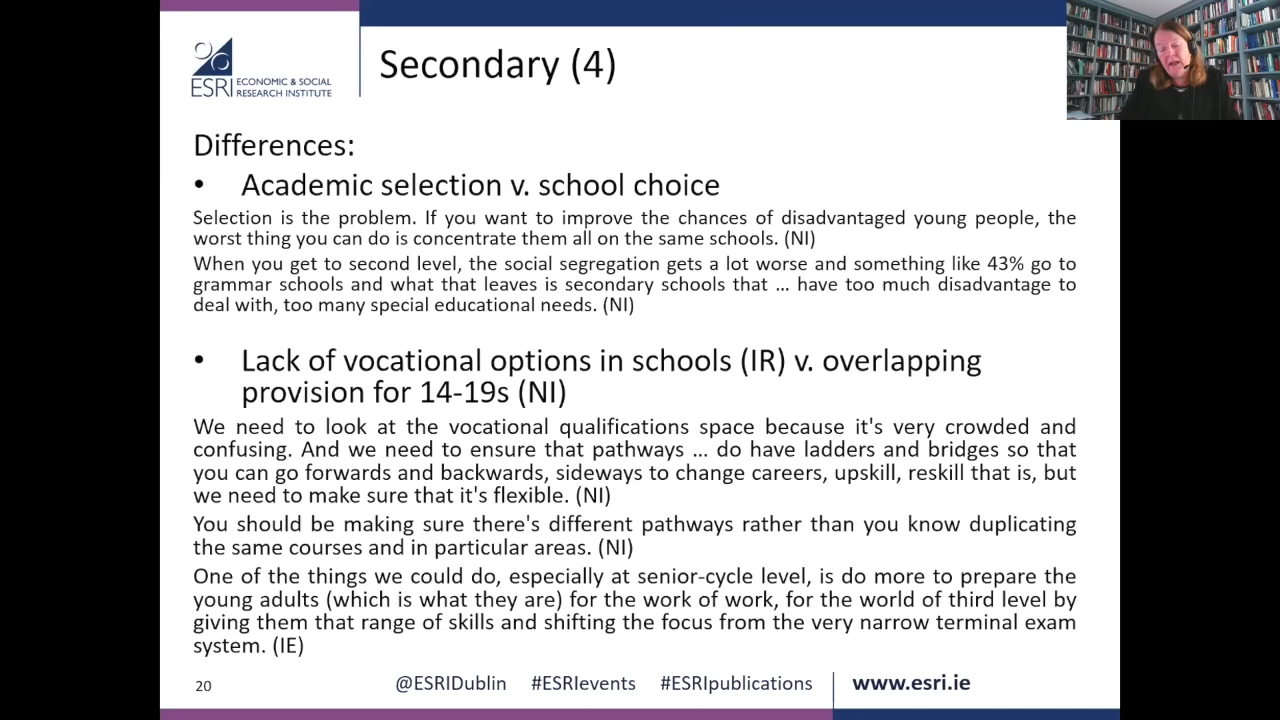 ESRI ECONOMIC & SOCIAL
RESEARCH INSTITUTE
Secondary (4)
Differences:
• Academic selection v. school choice
Selection is the problem. If you want to improve the chances of disadvantaged young people, the
worst thing you can do is concentrate them all on the same schools. (NI)
When you get to second level, the social segregation gets a lot worse and something like 43% go to
grammar schools and what that leaves is secondary schools that ... have too much disadvantage to
deal with, too many special educational needs. (NI)
• Lack of vocational options in schools (IR) v. overlapping
provision for 14-19s (NI)
We need to look at the vocational qualifications space because it's very crowded and
confusing. And we need to ensure that pathways ... do have ladders and bridges so that
you can go forwards and backwards, sideways to change careers, upskill, reskill that is, but
we need to make sure that it's flexible. (NI)
You should be making sure there's different pathways rather than you know duplicating
the same courses and in particular areas. (NI)
One of the things we could do, especially at senior-cycle level, is do more to prepare the
young adults (which is what they are) for the work of work, for the world of third level by
giving them that range of skills and shifting the focus from the very narrow terminal exam
system. (IE)
20 @ESRIDublin #ESRIevents #ESRIpublications www.esri.ie